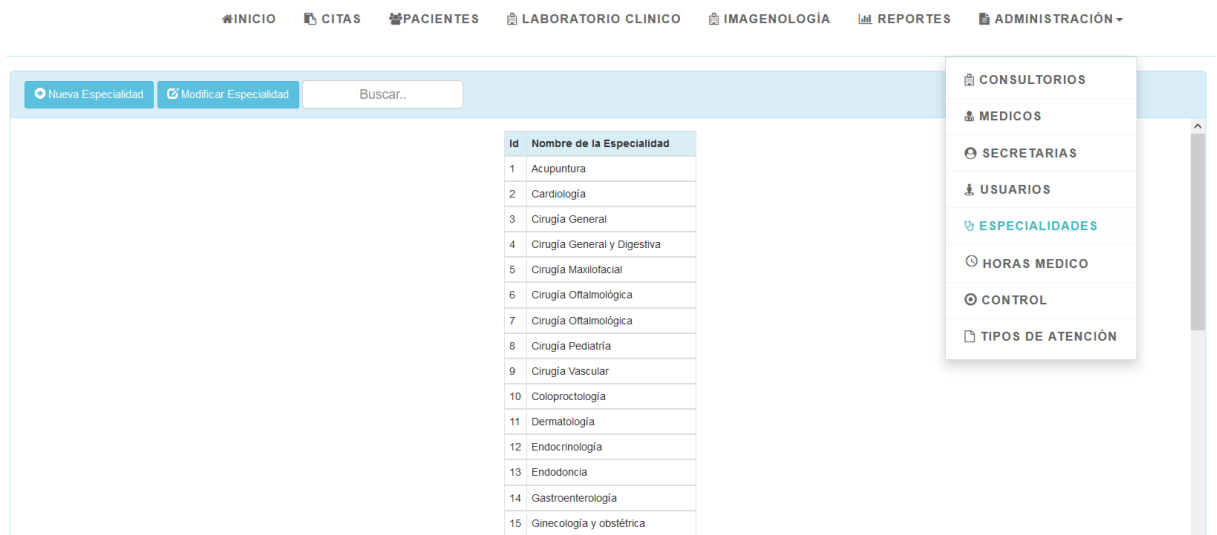 INICIO CITAS PACIENTES LABORATORIO CLINICO IMAGENOLOGÍA REPORTES ADMINISTRACIÓN
Nueva Especialidad Modificar Especialidad Buscar..
CONSULTORIOS
MEDICOS
SECRETARIAS
USUARIOS
ESPECIALIDADES
HORAS MEDICO
CONTROL
TIPOS DE ATENCIÓN
Id Nombre de la Especialidad
1 Acupuntura
2 Cardiología
3 Cirugía General
4 Cirugía General y Digestiva
5 Cirugía Maxilofacial
6 Cirugía Oftalmológica
7 Cirugía Oftalmológica
8 Cirugía Pediatría
9 Cirugía Vascular
10 Coloproctología
11 Dermatología
12 Endocrinología
13 Endodoncia
14 Gastroenterología
15 Ginecología y obstétrica